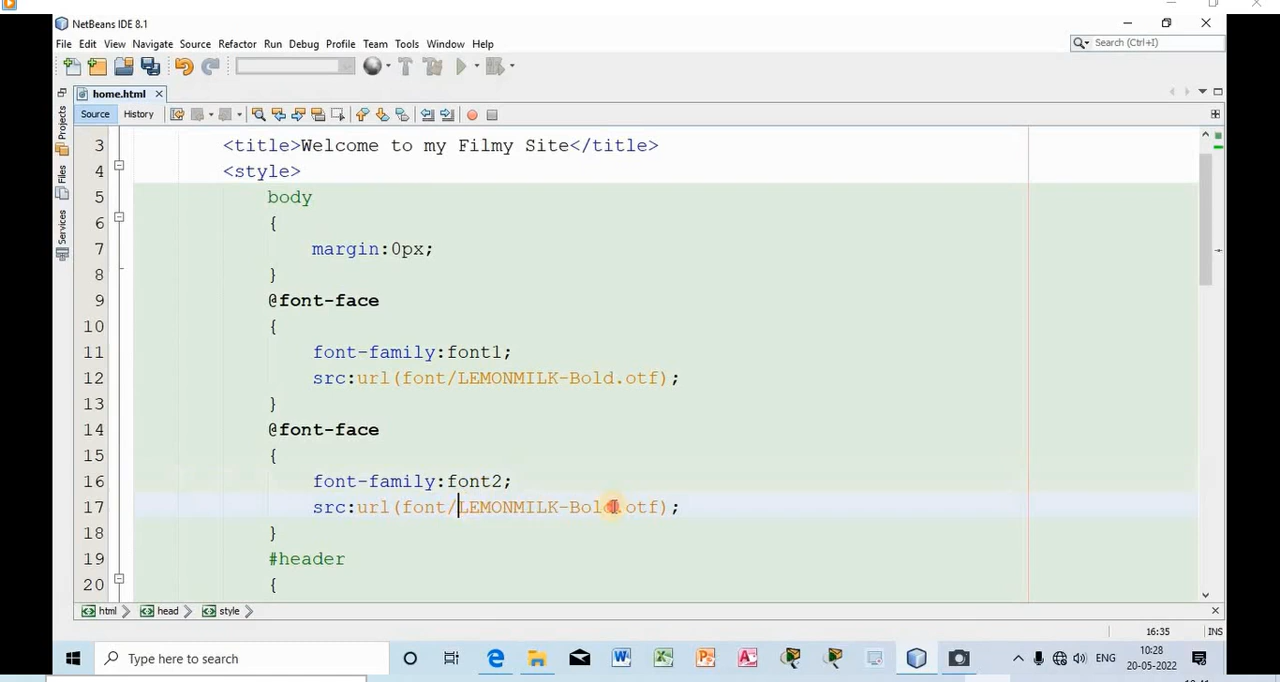 NetBeans IDE 8.1
File Edit View Navigate Source Refactor Run Debug Profile Team Tools Window Help
Search (Ctrl+I)
home.html
Source History
Projects
Files
Services
3 <title>Welcome to my Filmy Site</title>
4 <style>
5 body
6 {
7 margin:0px;
8 }
9 @font-face
10 {
11 font-family:font1;
12 src:url(font/LEMONMILK-Bold.otf);
13 }
14 @font-face
15 {
16 font-family:font2;
17 src:url(font/LEMONMILK-Bold.otf);
18 }
19 #header
20 {
html head style
16:35 INS
Type here to search
ENG
10:28
20-05-2022